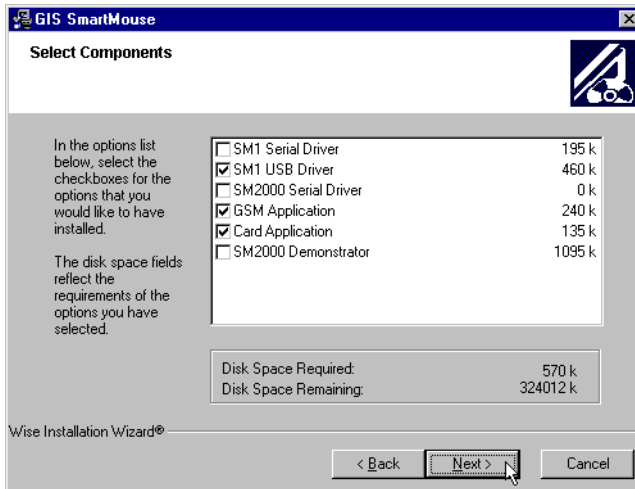 GIS SmartMouse
Select Components
In the options list
below, select the
checkboxes for the
options that you
would like to have
installed.
The disk space fields
reflect the
requirements of the
options you have
selected.
SM1 Serial Driver 195 k
SM1 USB Driver 460 k
SM2000 Serial Driver 0 k
GSM Application 240 k
Card Application 135 k
SM2000 Demonstrator 1095 k
Disk Space Required: 570 k
Disk Space Remaining: 324012 k
Wise Installation Wizard®
< Back Next > Cancel